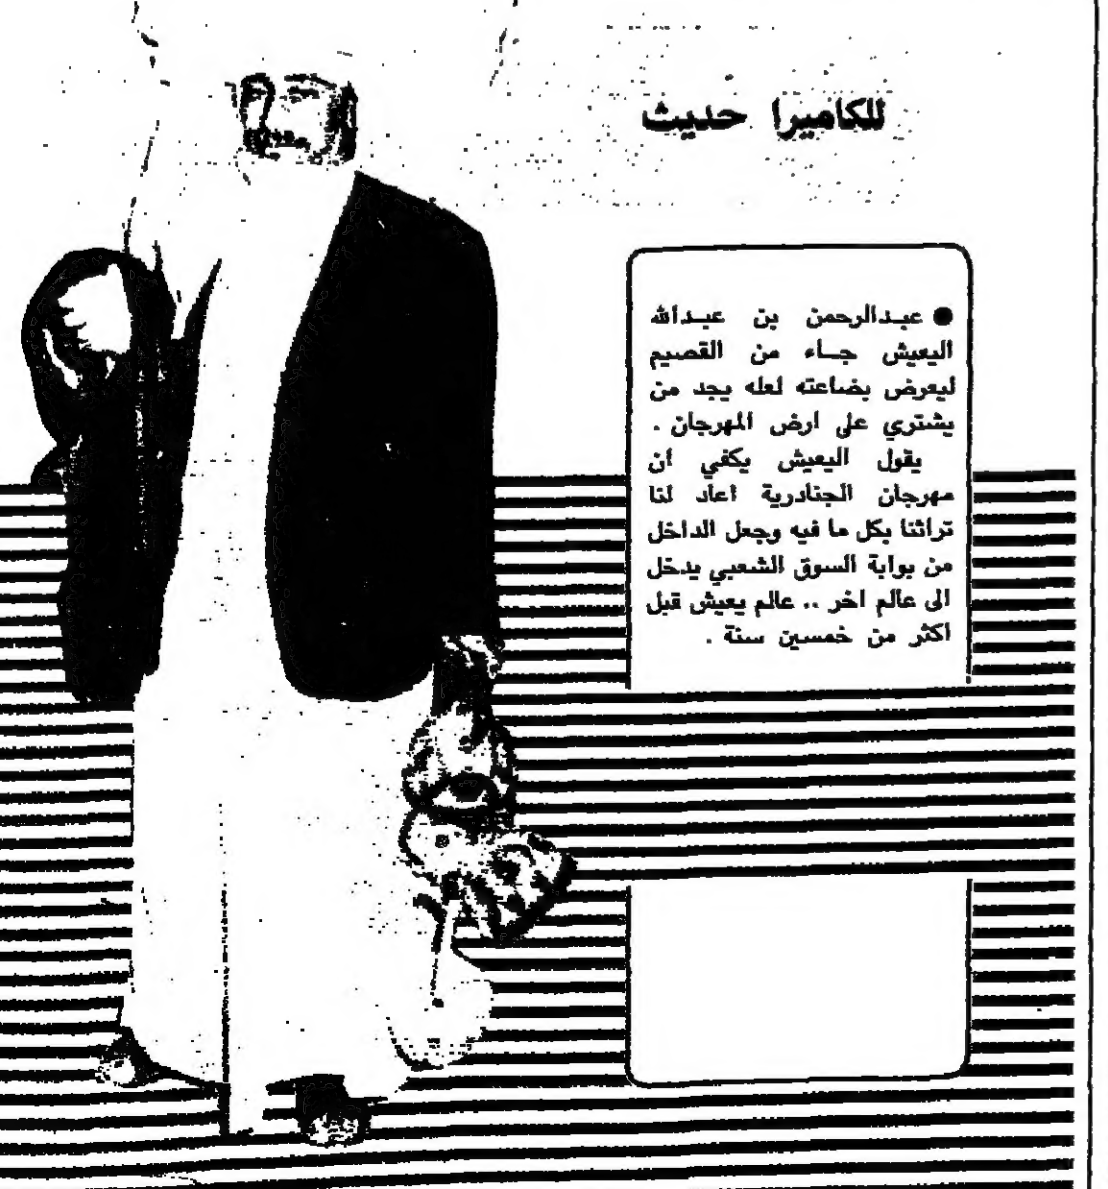 للكاميرا حديث
● عبدالرحمن بن عبدالله
اليعيش جاء من القصيم
ليعرض بضاعته لعله يجد من
يشتري على ارض المهرجان .
يقول اليعيش يكفي ان
مهرجان الجنادرية اعاد لنا
تراثنا بكل ما فيه وجعل الداخل
من بوابة السوق الشعبي يدخل
الى عالم اخر .. عالم يعيش قبل
اكثر من خمسين سنة .